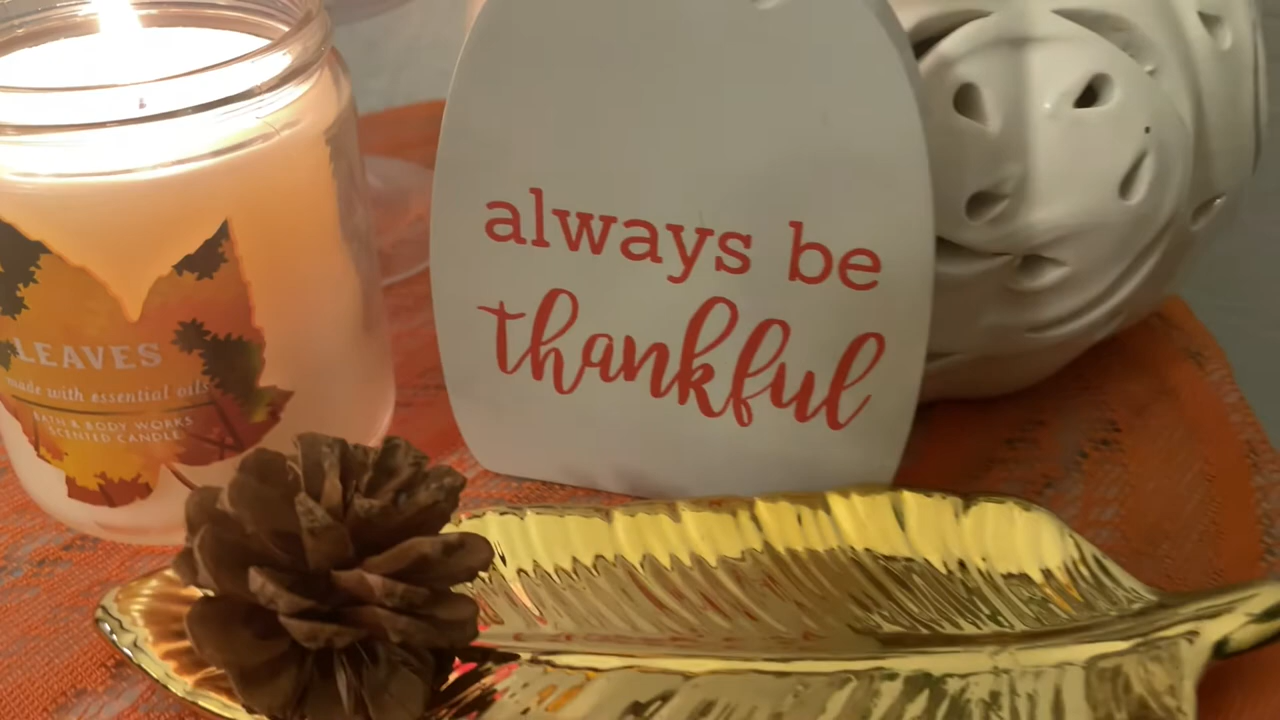 always be
thankful
LEAVES
made with essential oils
BATH & BODY WORKS
SCENTED CANDLE